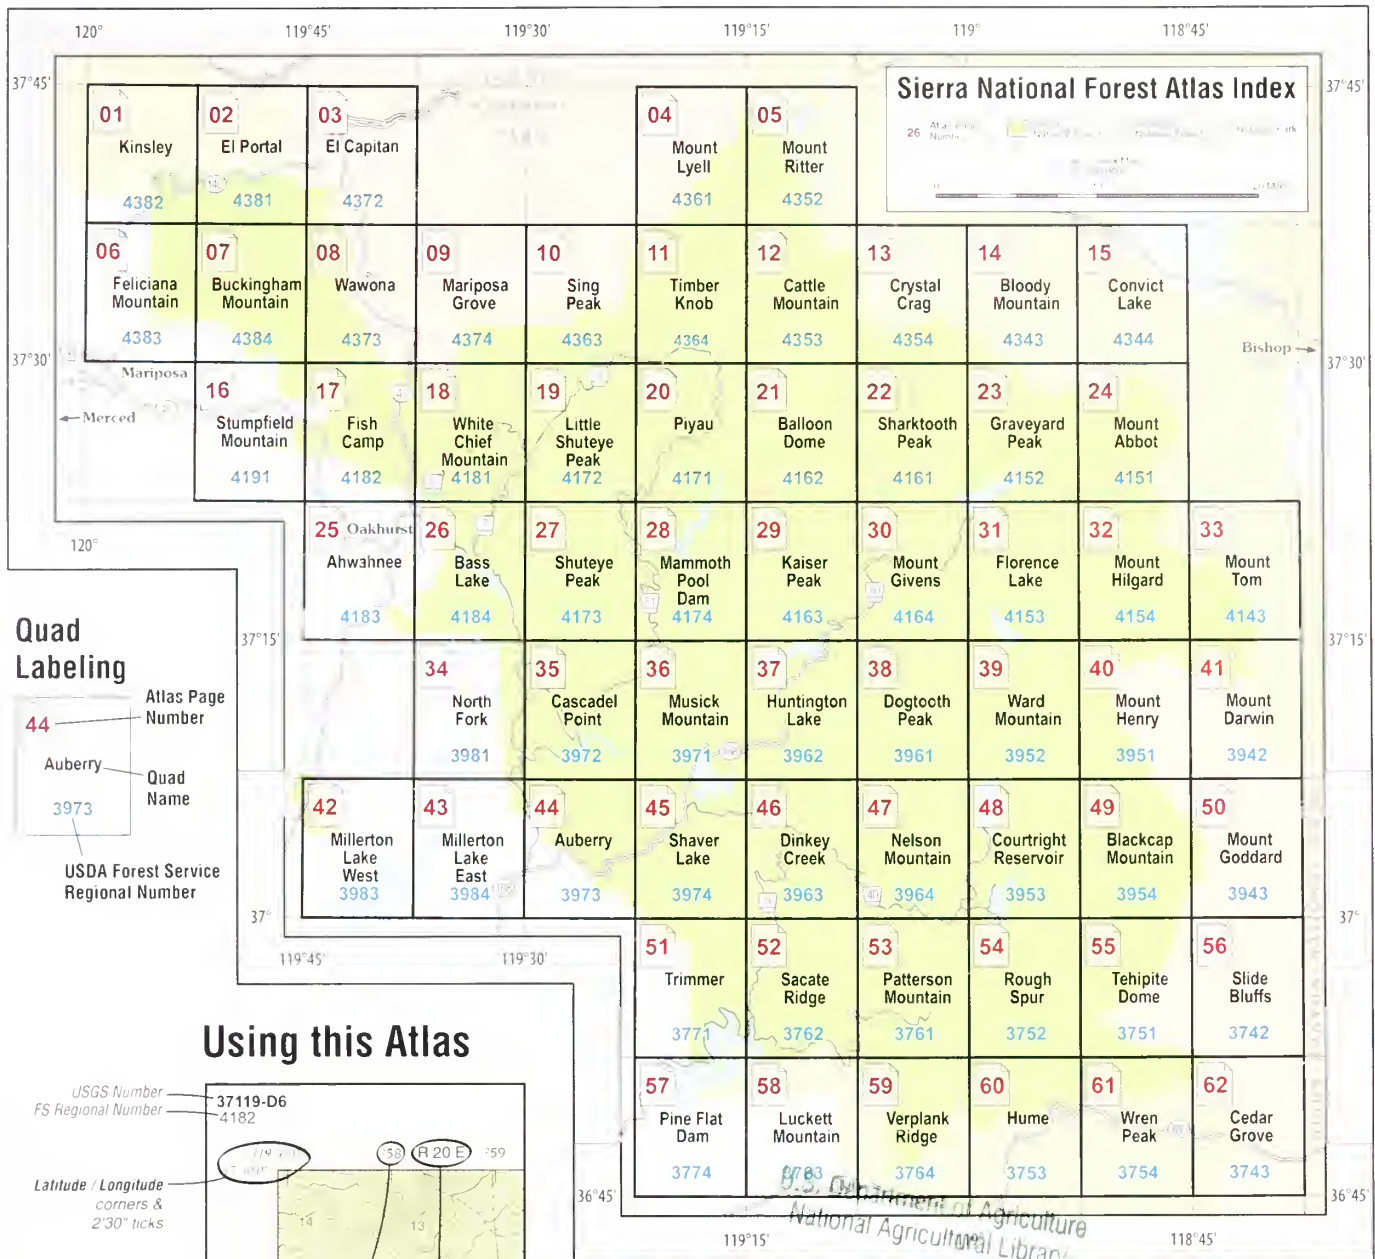 120° 119°45' 119°30' 119°15' 119° 118°45'
37°45' 37°45'
Sierra National Forest Atlas Index
26
01 02 03 04 05
Kinsley El Portal El Capitan Mount Lyell Mount Ritter
4382 4381 4372 4361 4352
06 07 08 09 10 11 12 13 14 15
Feliciana Mountain Buckingham Mountain Wawona Mariposa Grove Sing Peak Timber Knob Cattle Mountain Crystal Crag Bloody Mountain Convict Lake
4383 4384 4373 4374 4363 4364 4353 4354 4343 4344
37°30' Bishop 37°30'
Mariposa
Merced
16 17 18 19 20 21 22 23 24
Stumpfield Mountain Fish Camp White Chief Mountain Little Shuteye Peak Piyau Balloon Dome Sharktooth Peak Graveyard Peak Mount Abbot
4191 4182 4181 4172 4171 4162 4161 4152 4151
120°
25 Oakhurst 26 27 28 29 30 31 32 33
Ahwahnee Bass Lake Shuteye Peak Mammoth Pool Dam Kaiser Peak Mount Givens Florence Lake Mount Hilgard Mount Tom
4183 4184 4173 4174 4163 4164 4153 4154 4143
37°15' 37°15'
34 35 36 37 38 39 40 41
North Fork Cascadel Point Musick Mountain Huntington Lake Dogtooth Peak Ward Mountain Mount Henry Mount Darwin
3981 3972 3971 3962 3961 3952 3951 3942
42 43 44 45 46 47 48 49 50
Millerton Lake West Millerton Lake East Auberry Shaver Lake Dinkey Creek Nelson Mountain Courtright Reservoir Blackcap Mountain Mount Goddard
3983 3984 3973 3974 3963 3964 3953 3954 3943
37° 37°
119°45' 119°30'
51 52 53 54 55 56
Trimmer Sacate Ridge Patterson Mountain Rough Spur Tehipite Dome Slide Bluffs
3771 3762 3761 3752 3751 3742
57 58 59 60 61 62
Pine Flat Dam Luckett Mountain Verplank Ridge Hume Wren Peak Cedar Grove
3774 3763 3764 3753 3754 3743
36°45' 36°45'
119°15' 118°45'
U.S. Department of Agriculture
National Agricultural Library
Quad
Labeling
44
Atlas Page
Number
Auberry
Quad
Name
3973
USDA Forest Service
Regional Number
Using this Atlas
USGS Number
37119-D6
FS Regional Number
4182
R 20 E
Latitude / Longitude
corners &
2'30" ticks
14 13